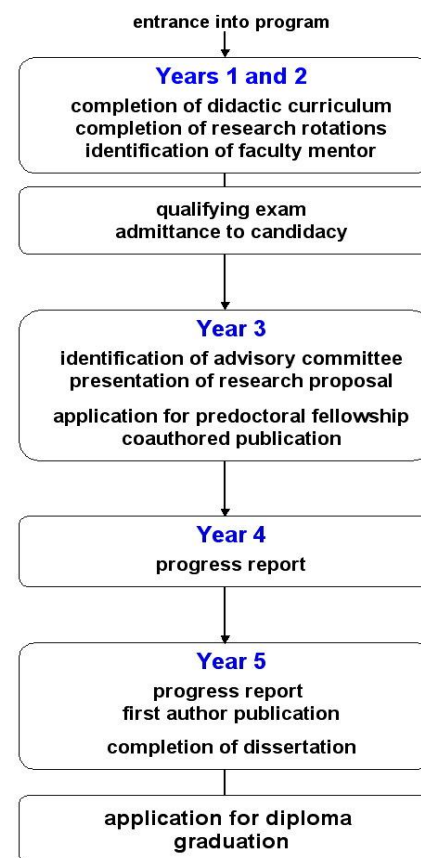 entrance into program
Years 1 and 2
completion of didactic curriculum
completion of research rotations
identification of faculty mentor
qualifying exam
admittance to candidacy
Year 3
identification of advisory committee
presentation of research proposal
application for predoctoral fellowship
coauthored publication
Year 4
progress report
Year 5
progress report
first author publication
completion of dissertation
application for diploma
graduation